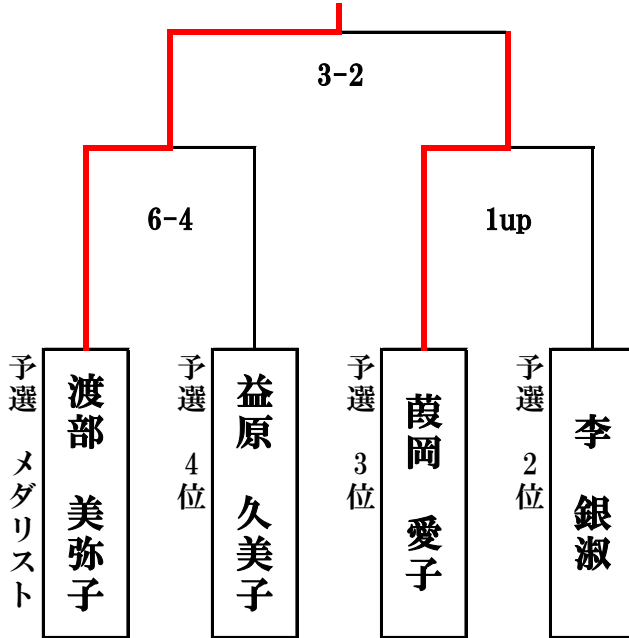 3-2
6-4
1up
予選 メダリスト
渡部 美弥子
予選 4位
益原 久美子
予選 3位
葭岡 愛子
予選 2位
李 銀淑